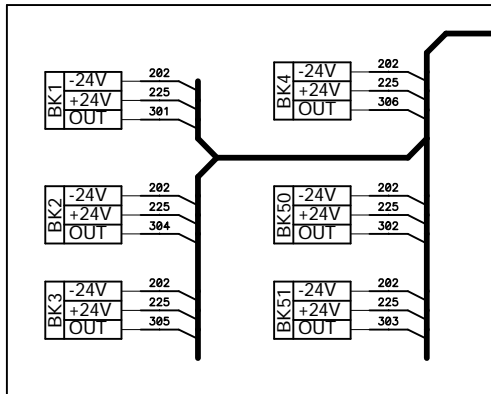 BK1
-24V 202
+24V 225
OUT 301
BK2
-24V 202
+24V 225
OUT 304
BK3
-24V 202
+24V 225
OUT 305
BK4
-24V 202
+24V 225
OUT 306
BK50
-24V 202
+24V 225
OUT 302
BK51
-24V 202
+24V 225
OUT 303